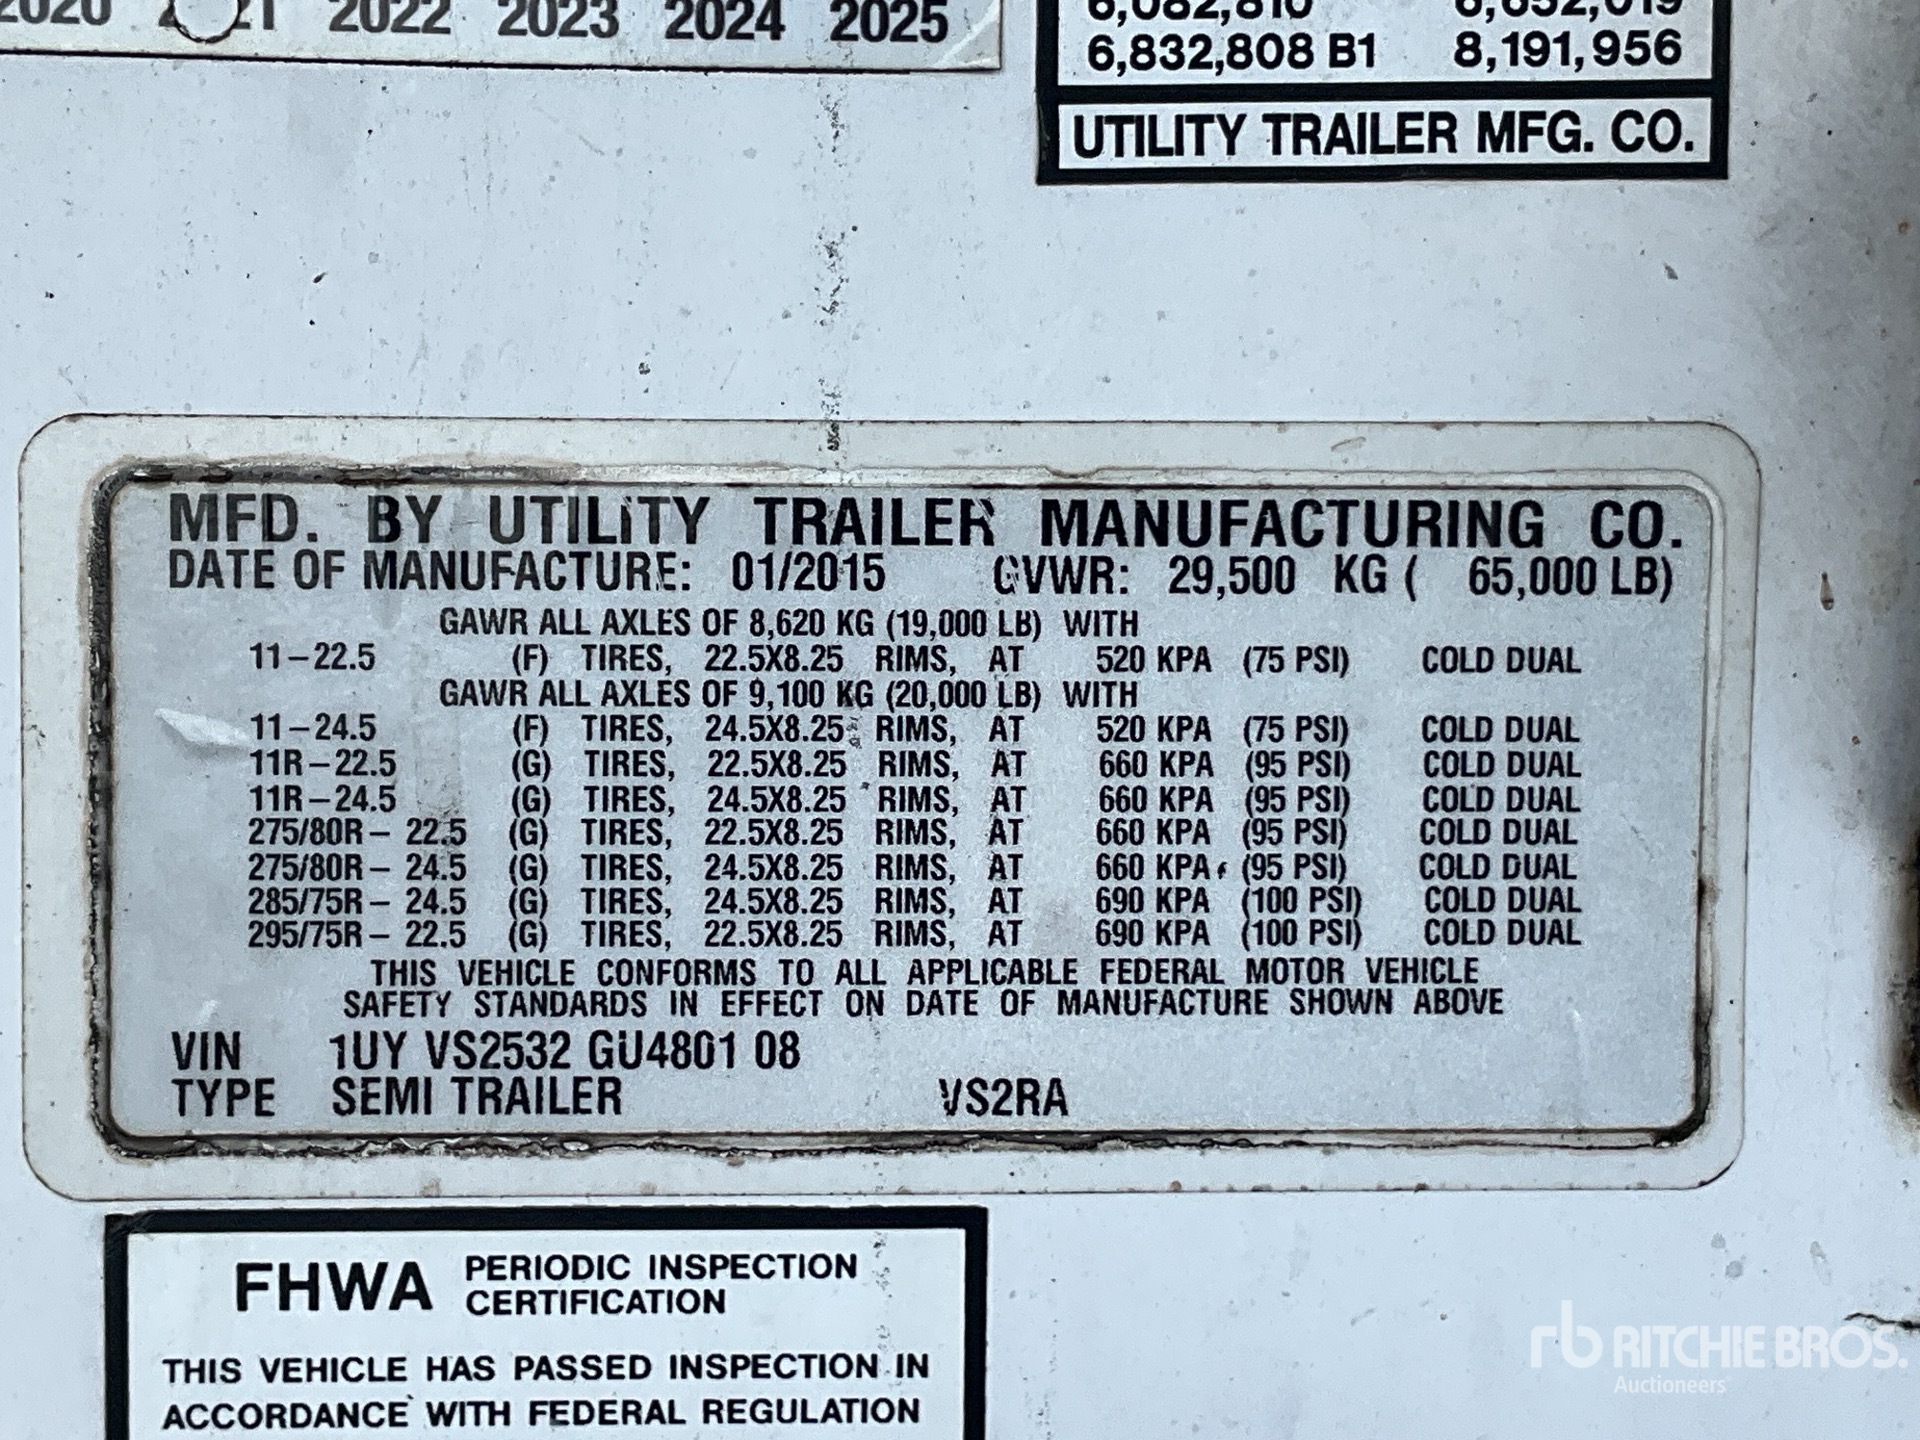 2020 2021 2022 2023 2024 2025
6,082,810 6,652,019
6,832,808 B1 8,191,956
UTILITY TRAILER MFG. CO.
MFD. BY UTILITY TRAILER MANUFACTURING CO.
DATE OF MANUFACTURE: 01/2015 GVWR: 29,500 KG ( 65,000 LB)
GAWR ALL AXLES OF 8,620 KG (19,000 LB) WITH
11-22.5 (F) TIRES, 22.5X8.25 RIMS, AT 520 KPA (75 PSI) COLD DUAL
GAWR ALL AXLES OF 9,100 KG (20,000 LB) WITH
11-24.5 (F) TIRES, 24.5X8.25 RIMS, AT 520 KPA (75 PSI) COLD DUAL
11R-22.5 (G) TIRES, 22.5X8.25 RIMS, AT 660 KPA (95 PSI) COLD DUAL
11R-24.5 (G) TIRES, 24.5X8.25 RIMS, AT 660 KPA (95 PSI) COLD DUAL
275/80R- 22.5 (G) TIRES, 22.5X8.25 RIMS, AT 660 KPA (95 PSI) COLD DUAL
275/80R- 24.5 (G) TIRES, 24.5X8.25 RIMS, AT 660 KPA (95 PSI) COLD DUAL
285/75R- 24.5 (G) TIRES, 24.5X8.25 RIMS, AT 690 KPA (100 PSI) COLD DUAL
295/75R- 22.5 (G) TIRES, 22.5X8.25 RIMS, AT 690 KPA (100 PSI) COLD DUAL
THIS VEHICLE CONFORMS TO ALL APPLICABLE FEDERAL MOTOR VEHICLE
SAFETY STANDARDS IN EFFECT ON DATE OF MANUFACTURE SHOWN ABOVE
VIN 1UY VS2532 GU4801 08
TYPE SEMI TRAILER VS2RA
FHWA PERIODIC INSPECTION
CERTIFICATION
THIS VEHICLE HAS PASSED INSPECTION IN
ACCORDANCE WITH FEDERAL REGULATION
rb RITCHIE BROS.
Auctioneers